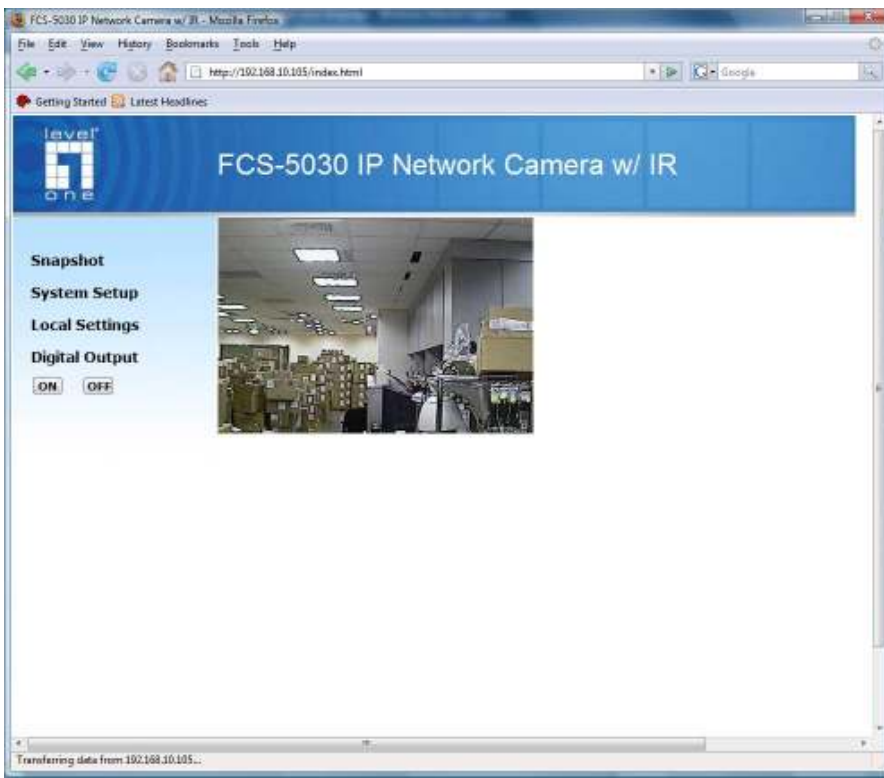 FCS-5030 IP Network Camera w/ IR - Mozilla Firefox
File Edit View History Bookmarks Tools Help
http://192.168.10.105/index.html
Google
Getting Started Latest Headlines
level
one
FCS-5030 IP Network Camera w/ IR
Snapshot
System Setup
Local Settings
Digital Output
ON OFF
Transferring data from 192.168.10.105...